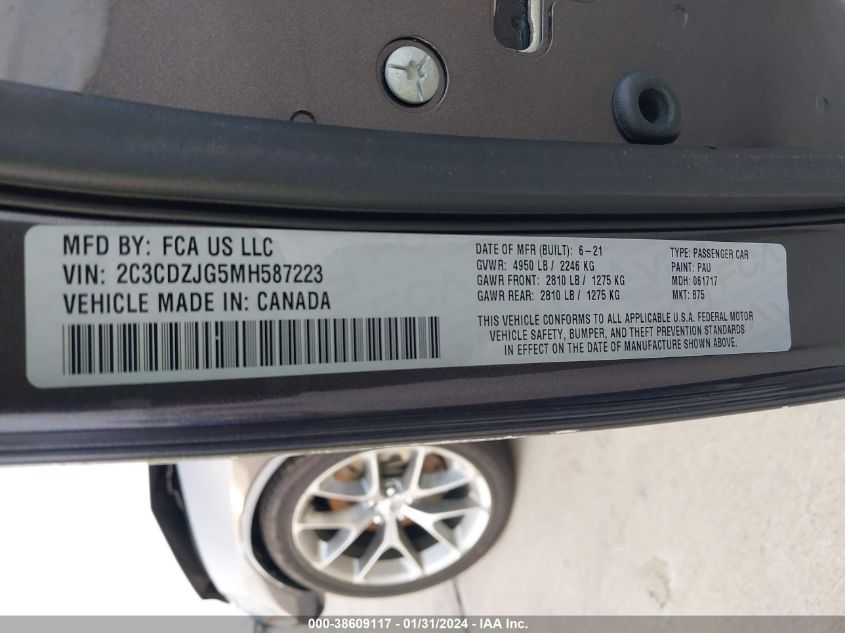 MFD BY: FCA US LLC
VIN: 2C3CDZJG5MH587223
VEHICLE MADE IN: CANADA
DATE OF MFR (BUILT): 6-21
GVWR: 4950 LB / 2246 KG
GAWR FRONT: 2810 LB / 1275 KG
GAWR REAR: 2810 LB / 1275 KG
TYPE: PASSENGER CAR
PAINT: PAU
MDH: 061717
MKT: 875
THIS VEHICLE CONFORMS TO ALL APPLICABLE U.S.A. FEDERAL MOTOR
VEHICLE SAFETY, BUMPER, AND THEFT PREVENTION STANDARDS
IN EFFECT ON THE DATE OF MANUFACTURE SHOWN ABOVE.
000-38609117 - 01/31/2024 - IAA Inc.